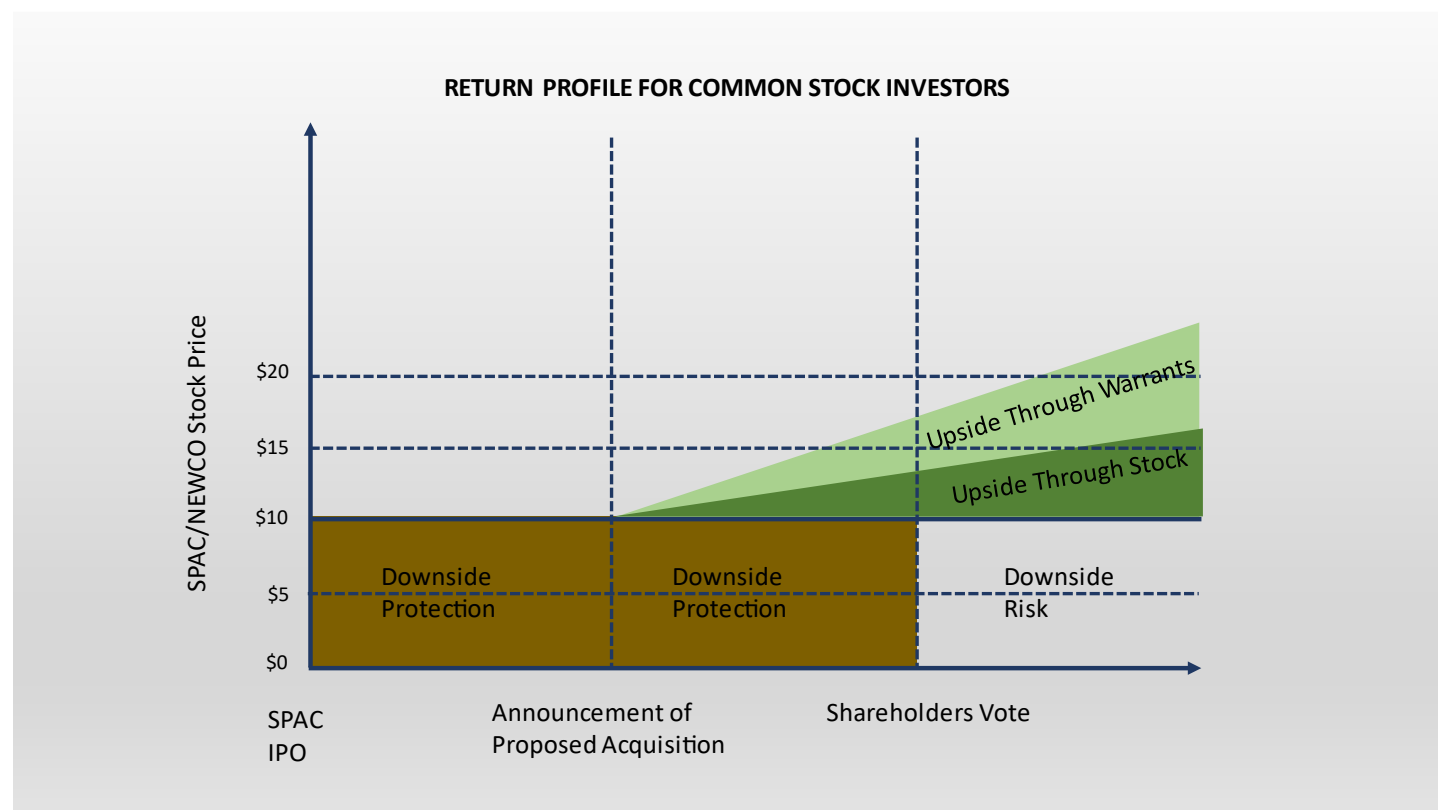 RETURN PROFILE FOR COMMON STOCK INVESTORS
SPAC/NEWCO Stock Price
$20
$15
$10
$5
$0
Upside Through Warrants
Upside Through Stock
Downside
Protection
Downside
Protection
Downside
Risk
SPAC
IPO
Announcement of
Proposed Acquisition
Shareholders Vote